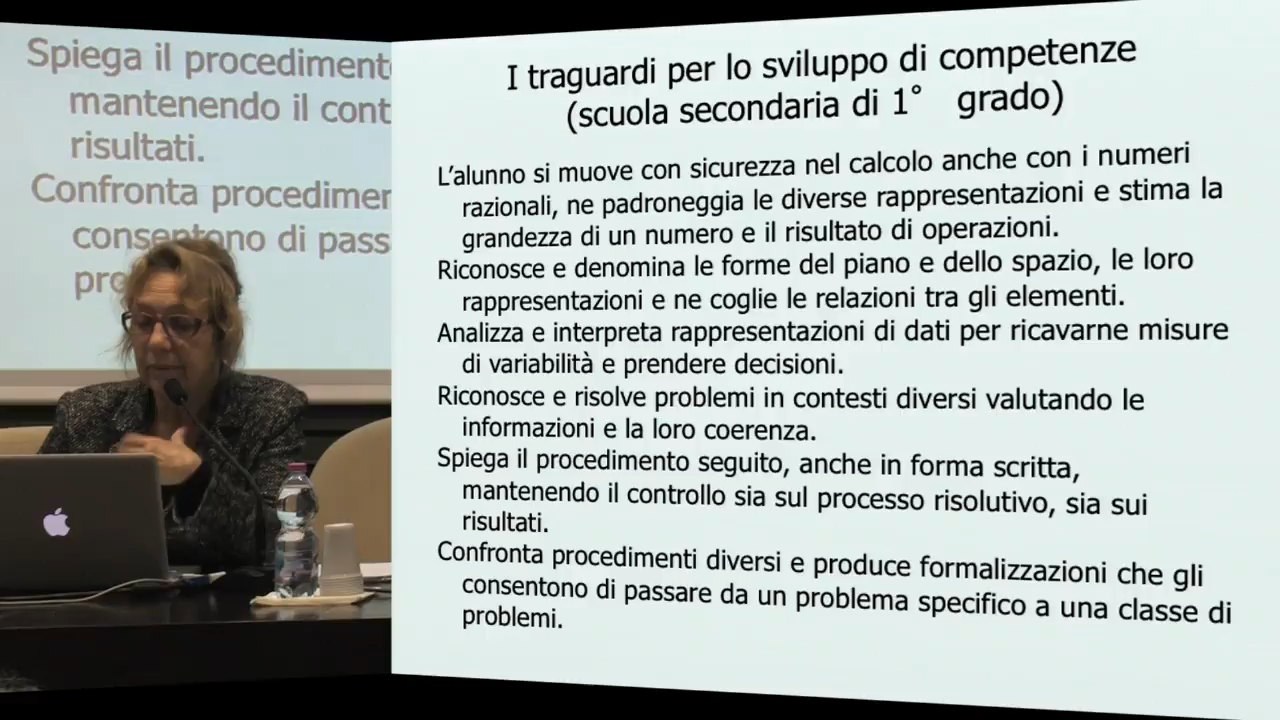 Spiega il procediment
mantenendo il cont
risultati.
Confronta procedimen
consentono di pass
pro
I traguardi per lo sviluppo di competenze
(scuola secondaria di 1° grado)
L'alunno si muove con sicurezza nel calcolo anche con i numeri
razionali, ne padroneggia le diverse rappresentazioni e stima la
grandezza di un numero e il risultato di operazioni.
Riconosce e denomina le forme del piano e dello spazio, le loro
rappresentazioni e ne coglie le relazioni tra gli elementi.
Analizza e interpreta rappresentazioni di dati per ricavarne misure
di variabilità e prendere decisioni.
Riconosce e risolve problemi in contesti diversi valutando le
informazioni e la loro coerenza.
Spiega il procedimento seguito, anche in forma scritta,
mantenendo il controllo sia sul processo risolutivo, sia sui
risultati.
Confronta procedimenti diversi e produce formalizzazioni che gli
consentono di passare da un problema specifico a una classe di
problemi.